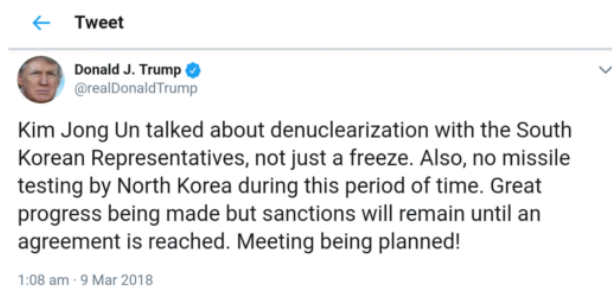 Tweet
Donald J. Trump
@realDonaldTrump
Kim Jong Un talked about denuclearization with the South
Korean Representatives, not just a freeze. Also, no missile
testing by North Korea during this period of time. Great
progress being made but sanctions will remain until an
agreement is reached. Meeting being planned!
1:08 am · 9 Mar 2018